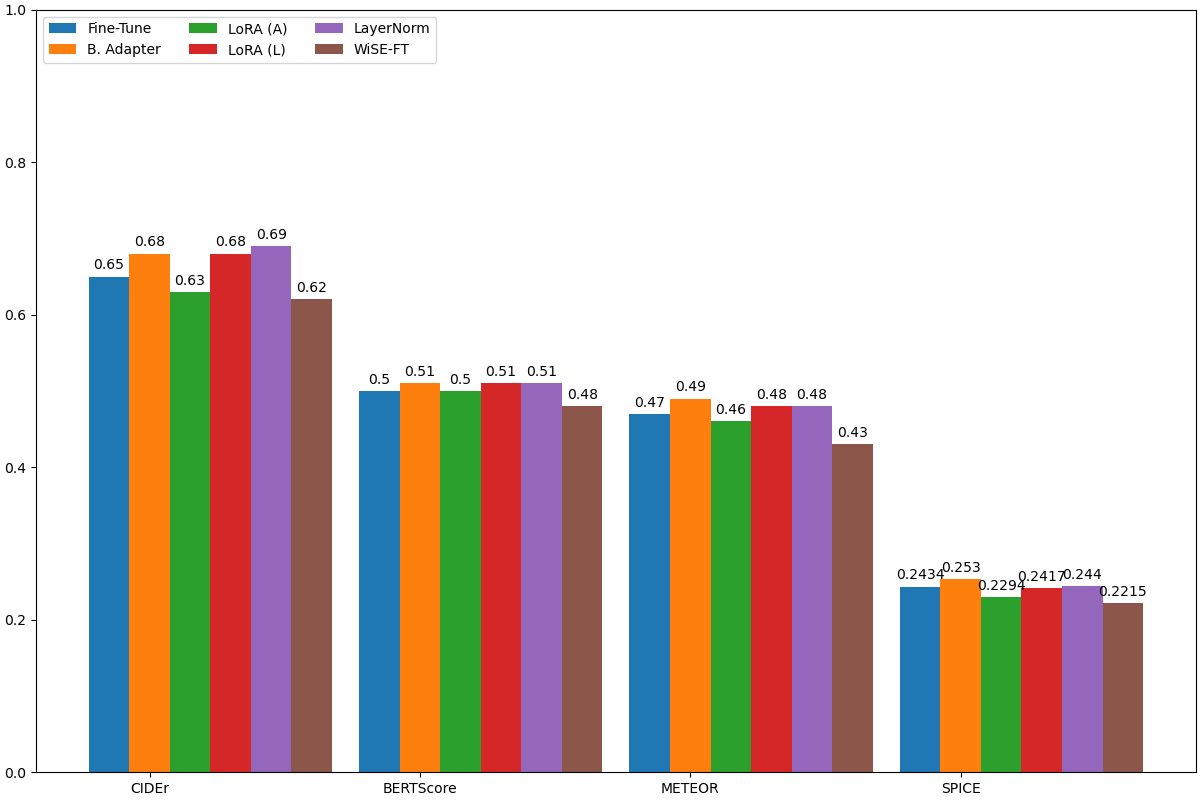 1.0
0.8
0.6
0.4
0.2
0.0
Fine-Tune LoRA (A) LayerNorm
B. Adapter LoRA (L) WiSE-FT
0.65 0.68 0.63 0.68 0.69 0.62
0.5 0.51 0.5 0.51 0.51 0.48
0.47 0.49 0.46 0.48 0.48 0.43
0.2434 0.253 0.2294 0.2417 0.244 0.2215
CIDEr BERTScore METEOR SPICE